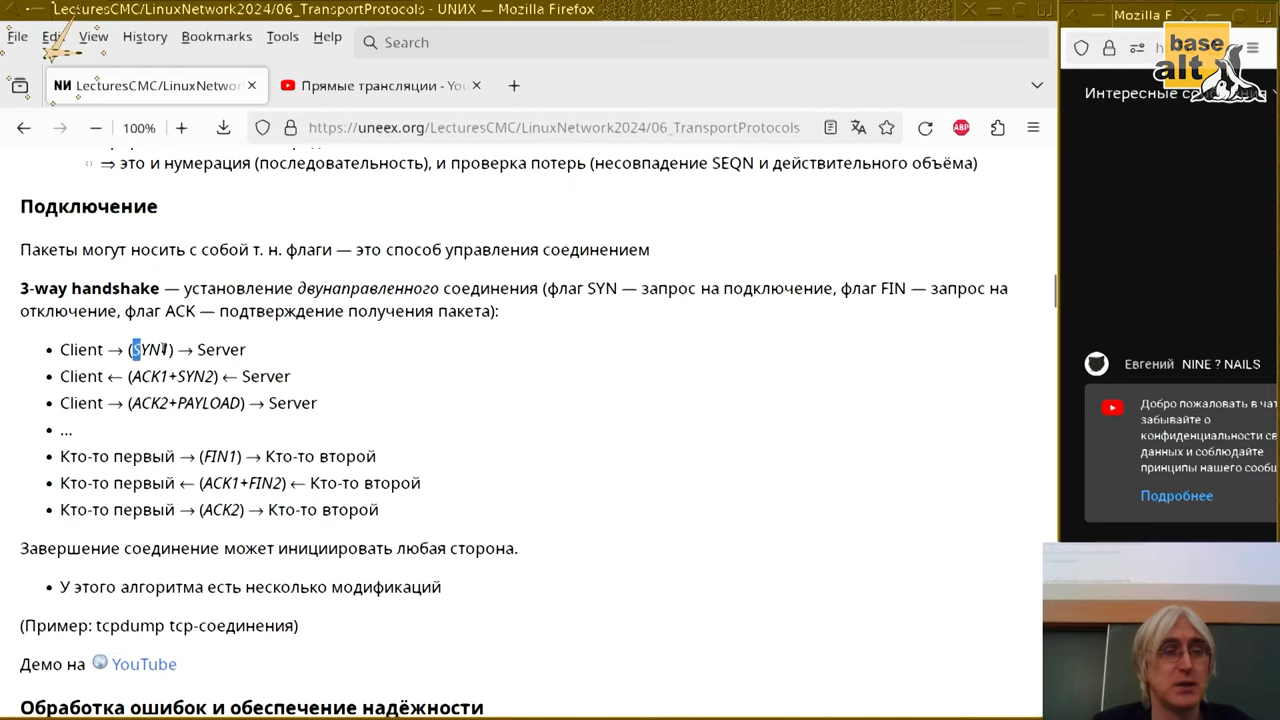 LecturesCMC/LinuxNetwork2024/06_TransportProtocols - UNИX — Mozilla Firefox
File Edit View History Bookmarks Tools Help
Search
NИ LecturesCMC/LinuxNetwor
Прямые трансляции - You
100%
https://uneex.org/LecturesCMC/LinuxNetwork2024/06_TransportProtocols
ABP
⇒ это и нумерация (последовательность), и проверка потерь (несовпадение SEQN и действительного объёма)
Подключение
Пакеты могут носить с собой т. н. флаги — это способ управления соединением
3-way handshake — установление двунаправленного соединения (флаг SYN — запрос на подключение, флаг FIN — запрос на
отключение, флаг ACK — подтверждение получения пакета):
• Client → (SYN1) → Server
• Client ← (ACK1+SYN2) ← Server
• Client → (ACK2+PAYLOAD) → Server
• ...
• Кто-то первый → (FIN1) → Кто-то второй
• Кто-то первый ← (ACK1+FIN2) ← Кто-то второй
• Кто-то первый → (ACK2) → Кто-то второй
Завершение соединение может инициировать любая сторона.
• У этого алгоритма есть несколько модификаций
(Пример: tcpdump tcp-соединения)
Демо на YouTube
Обработка ошибок и обеспечение надёжности
Mozilla F
base
alt
Интересные
Евгений NINE ? NAILS
Добро пожаловать в чат
забывайте о
конфиденциальности св
данных и соблюдайте
принципы нашего сообщ
Подробнее